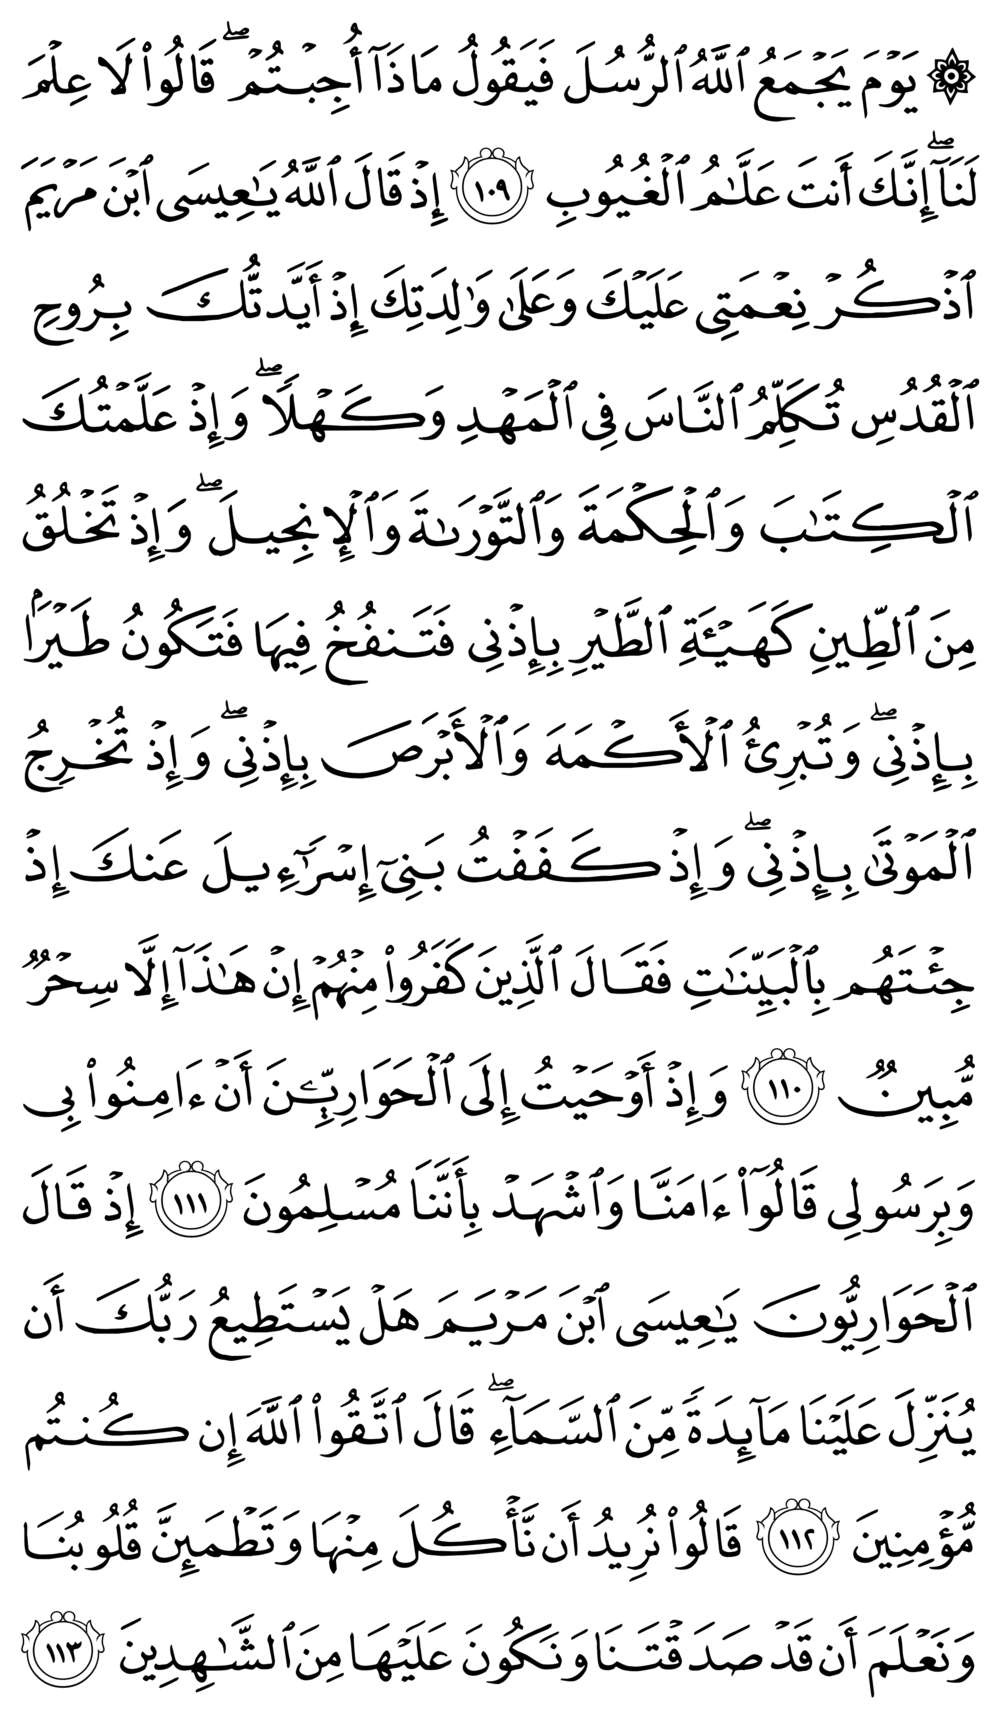 ۞ يَوْمَ يَجْمَعُ ٱللَّهُ ٱلرُّسُلَ فَيَقُولُ مَاذَآ أُجِبْتُمْ ۖ قَالُوا۟ لَا عِلْمَ
لَنَآ ۖ إِنَّكَ أَنتَ عَلَّٰمُ ٱلْغُيُوبِ ١٠٩ إِذْ قَالَ ٱللَّهُ يَٰعِيسَى ٱبْنَ مَرْيَمَ
ٱذْكُرْ نِعْمَتِى عَلَيْكَ وَعَلَىٰ وَٰلِدَتِكَ إِذْ أَيَّدتُّكَ بِرُوحِ
ٱلْقُدُسِ تُكَلِّمُ ٱلنَّاسَ فِى ٱلْمَهْدِ وَكَهْلًا ۖ وَإِذْ عَلَّمْتُكَ
ٱلْكِتَٰبَ وَٱلْحِكْمَةَ وَٱلتَّوْرَىٰةَ وَٱلْإِنجِيلَ ۖ وَإِذْ تَخْلُقُ
مِنَ ٱلطِّينِ كَهَيْـَٔةِ ٱلطَّيْرِ بِإِذْنِى فَتَنفُخُ فِيهَا فَتَكُونُ طَيْرًۢا
بِإِذْنِى ۖ وَتُبْرِئُ ٱلْأَكْمَهَ وَٱلْأَبْرَصَ بِإِذْنِى ۖ وَإِذْ تُخْرِجُ
ٱلْمَوْتَىٰ بِإِذْنِى ۖ وَإِذْ كَفَفْتُ بَنِىٓ إِسْرَٰٓءِيلَ عَنكَ إِذْ
جِئْتَهُم بِٱلْبَيِّنَٰتِ فَقَالَ ٱلَّذِينَ كَفَرُوا۟ مِنْهُمْ إِنْ هَٰذَآ إِلَّا سِحْرٌ
مُّبِينٌ ١١٠ وَإِذْ أَوْحَيْتُ إِلَى ٱلْحَوَارِيِّـۧنَ أَنْ ءَامِنُوا۟ بِى
وَبِرَسُولِى قَالُوٓا۟ ءَامَنَّا وَٱشْهَدْ بِأَنَّنَا مُسْلِمُونَ ١١١ إِذْ قَالَ
ٱلْحَوَارِيُّونَ يَٰعِيسَى ٱبْنَ مَرْيَمَ هَلْ يَسْتَطِيعُ رَبُّكَ أَن
يُنَزِّلَ عَلَيْنَا مَآئِدَةً مِّنَ ٱلسَّمَآءِ ۖ قَالَ ٱتَّقُوا۟ ٱللَّهَ إِن كُنتُم
مُّؤْمِنِينَ ١١٢ قَالُوا۟ نُرِيدُ أَن نَّأْكُلَ مِنْهَا وَتَطْمَئِنَّ قُلُوبُنَا
وَنَعْلَمَ أَن قَدْ صَدَقْتَنَا وَنَكُونَ عَلَيْهَا مِنَ ٱلشَّٰهِدِينَ ١١٣